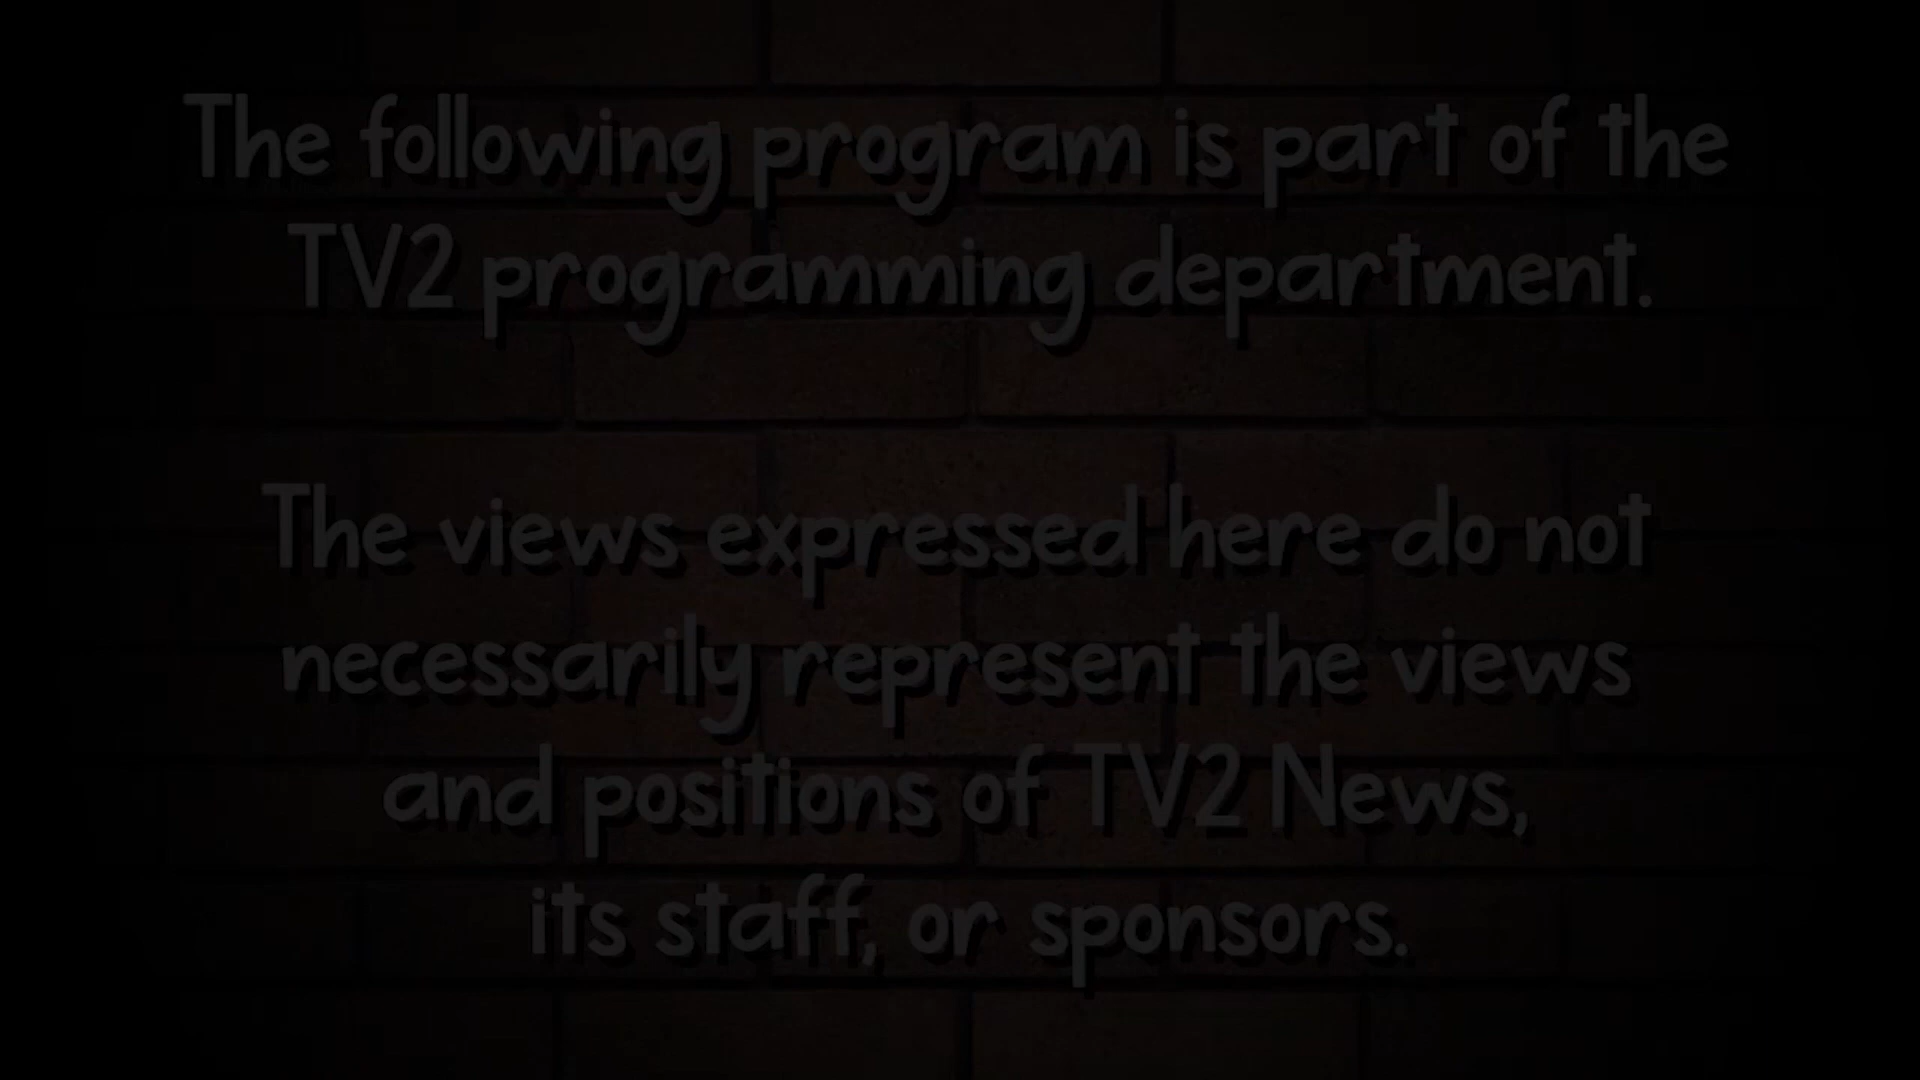 The following program is part of the
TV2 programming department.
The views expressed here do not
necessarily represent the views
and positions of TV2 News,
its staff, or sponsors.